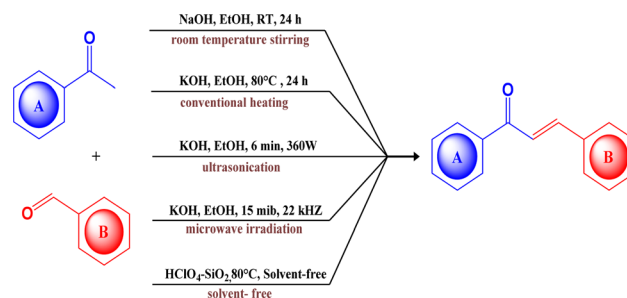 NaOH, EtOH, RT, 24 h
room temperature stirring
O
A
KOH, EtOH, 80°C , 24 h
conventional heating
+
KOH, EtOH, 6 min, 360W
ultrasonication
O
A
B
O
B
KOH, EtOH, 15 mib, 22 kHZ
microwave irradiation
HClO4-SiO2,80°C, Solvent-free
solvent- free